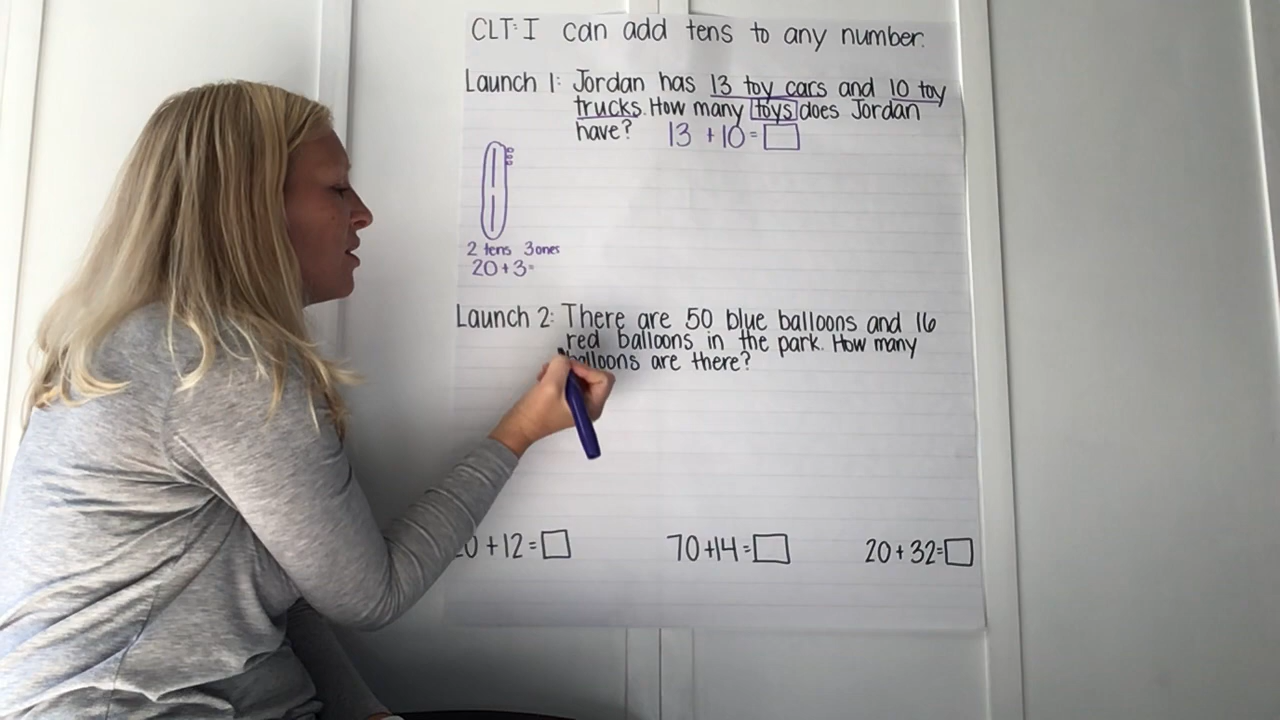 CLT: I can add tens to any number.
Launch 1: Jordan has 13 toy cars and 10 toy
trucks. How many toys does Jordan
have? 13 + 10 = □
2 tens 3 ones
20 + 3 =
Launch 2: There are 50 blue balloons and 16
red balloons in the park. How many
balloons are there?
0 + 12 = □ 70 + 14 = □ 20 + 32 = □